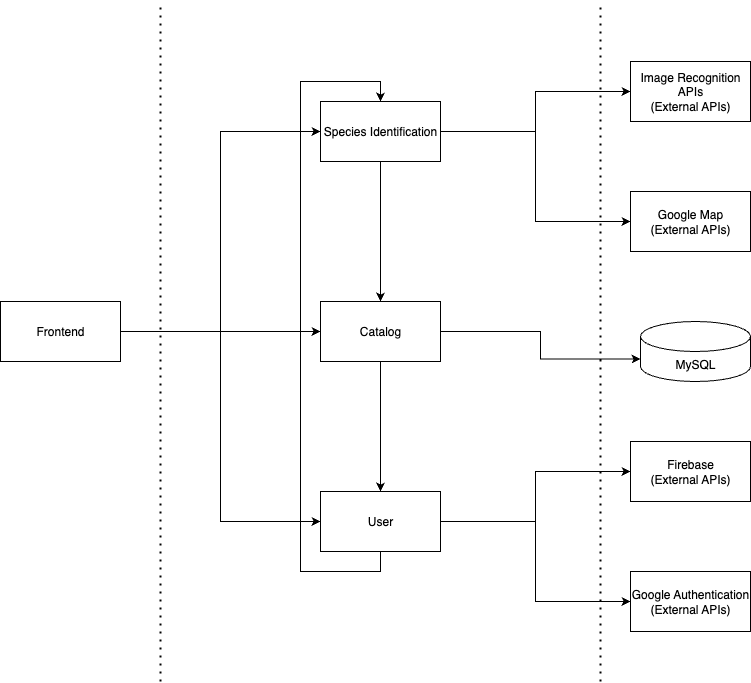 Image Recognition
APIs
(External APIs)
Species Identification
Google Map
(External APIs)
Frontend
Catalog
MySQL
Firebase
(External APIs)
User
Google Authentication
(External APIs)